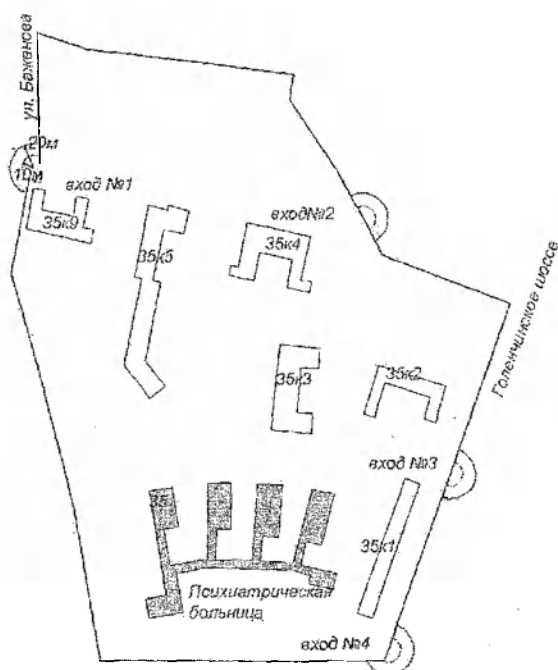 ул. Бажанова
20м
10м
вход №1
35к9
35к5
вход№2
35к4
Голенчинское шоссе
35к3
35к2
вход №3
35
35к1
Психиатрическая
больница
вход №4